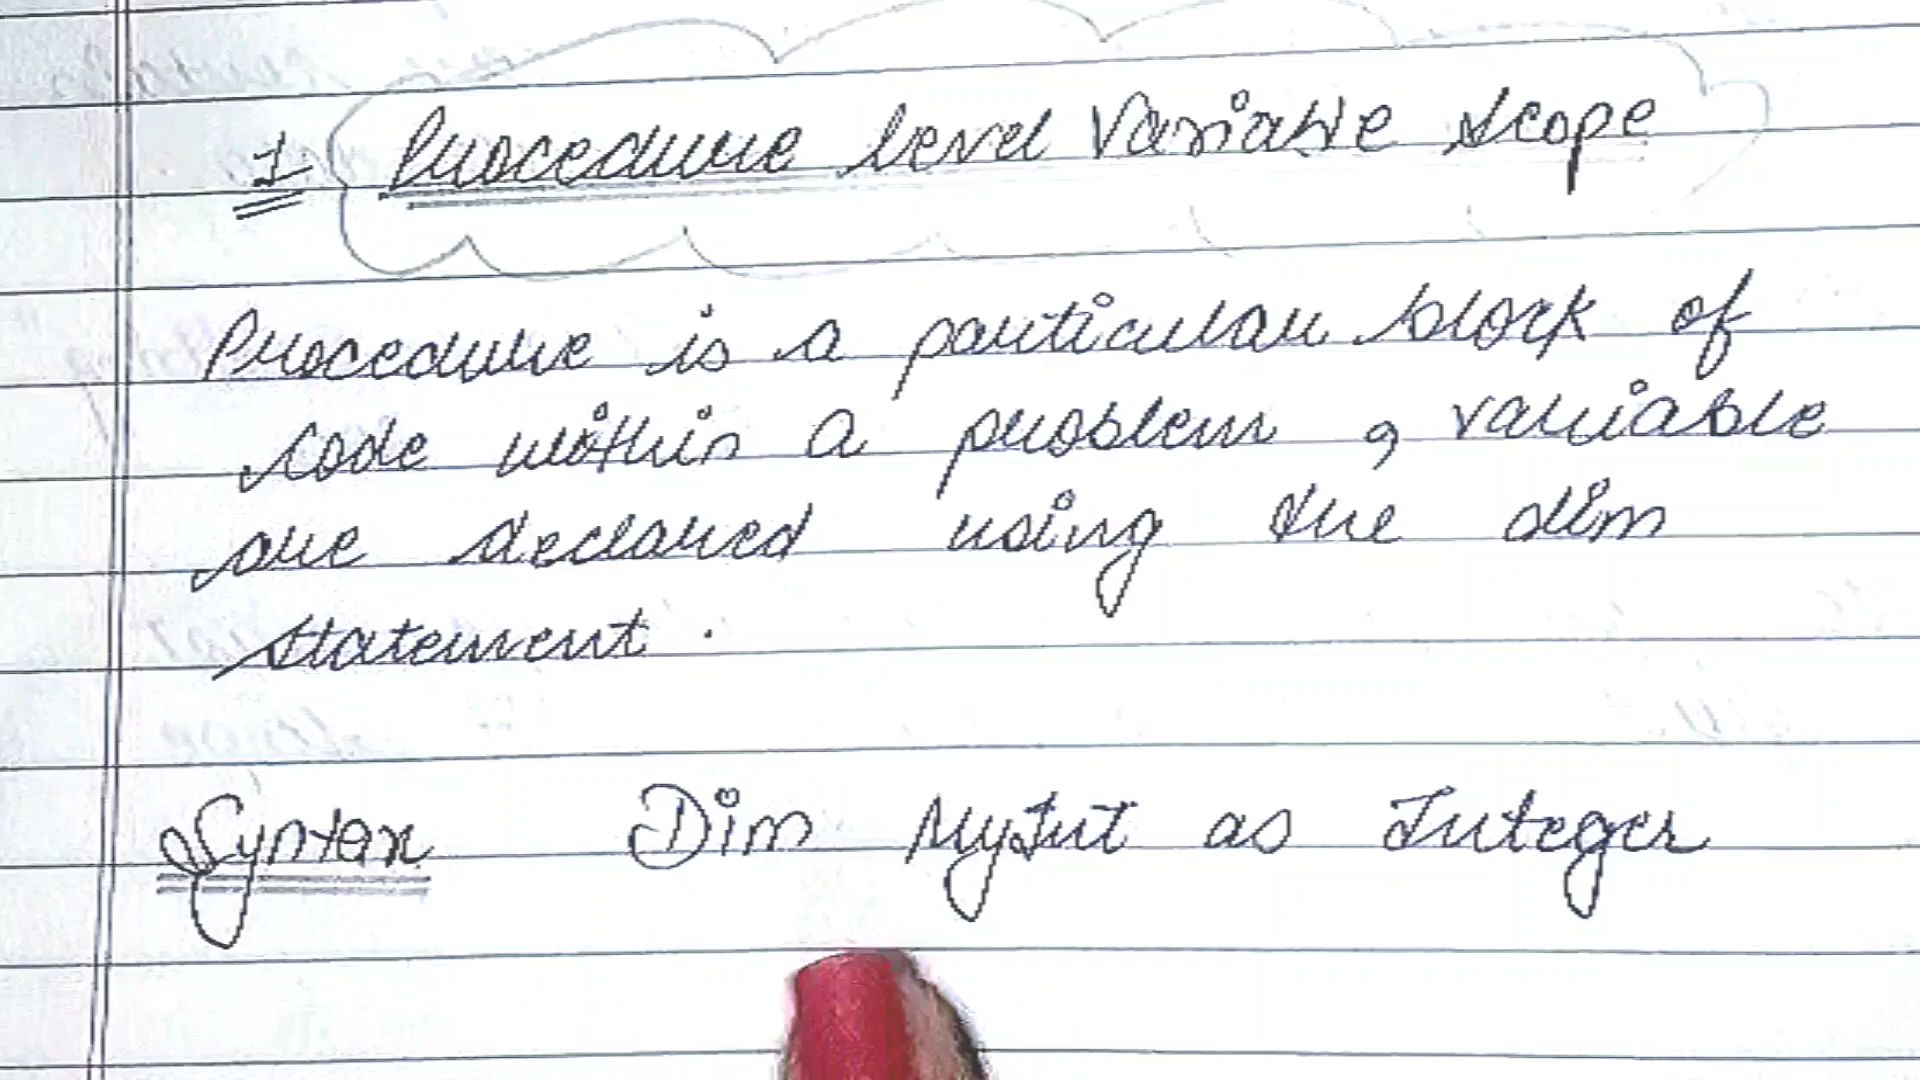 1. Procedure level Variable scope
Procedure is a particular block of
code within a problem, variable
are declared using the dim
statement.
Syntax Dim MyInt as Integer